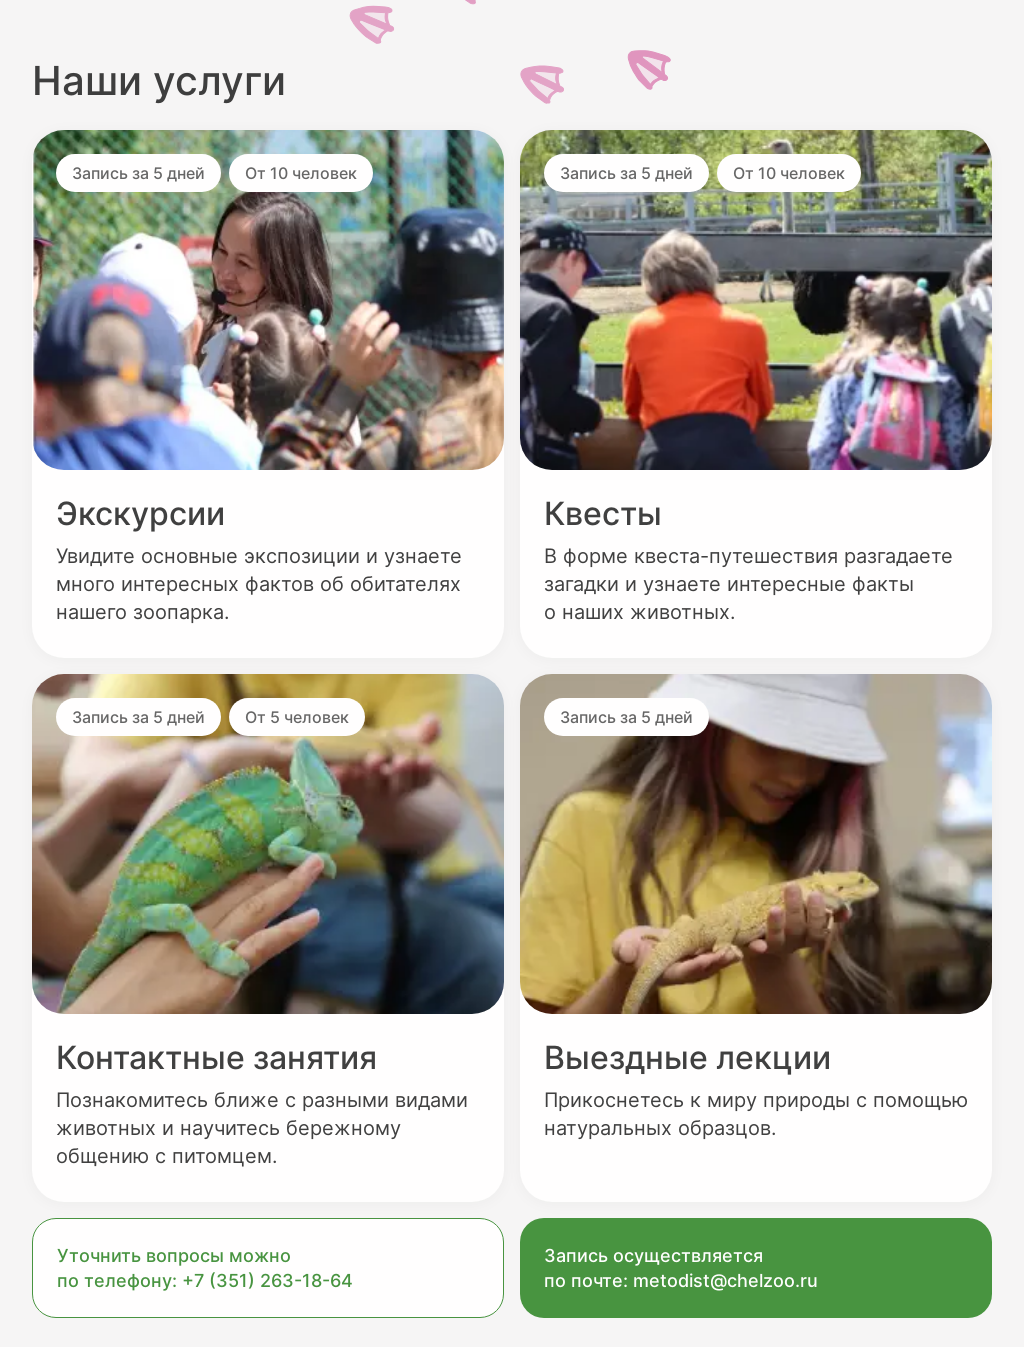 Наши услуги
Запись за 5 дней
От 10 человек
Экскурсии
Увидите основные экспозиции и узнаете
много интересных фактов об обитателях
нашего зоопарка.
Запись за 5 дней
От 10 человек
Квесты
В форме квеста-путешествия разгадаете
загадки и узнаете интересные факты
о наших животных.
Запись за 5 дней
От 5 человек
Контактные занятия
Познакомитесь ближе с разными видами
животных и научитесь бережному
общению с питомцем.
Запись за 5 дней
Выездные лекции
Прикоснетесь к миру природы с помощью
натуральных образцов.
Уточнить вопросы можно
по телефону: +7 (351) 263-18-64
Запись осуществляется
по почте: metodist@chelzoo.ru